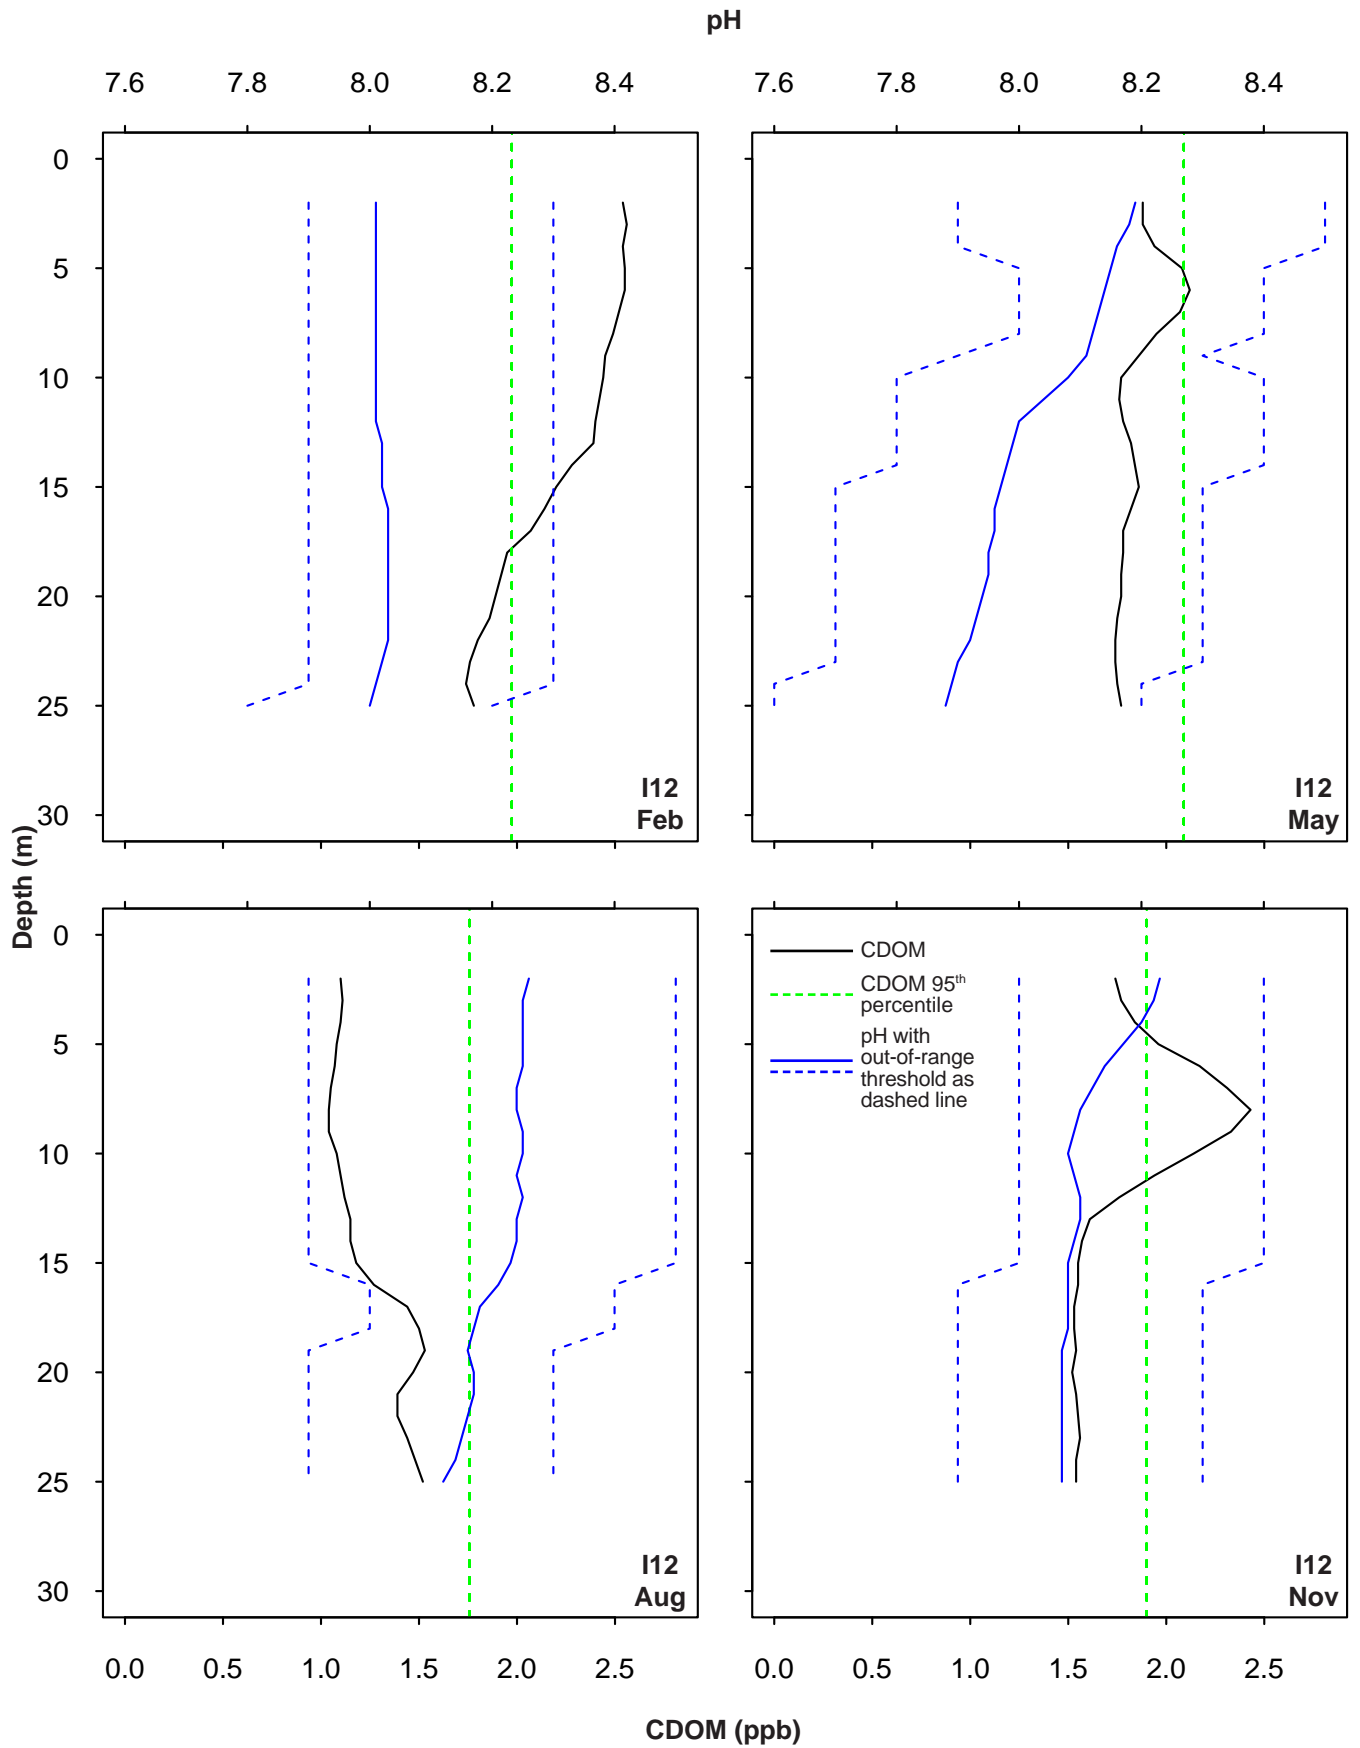 pH
7.6 7.8 8.0 8.2 8.4
7.6 8.0 8.2 8.4
0
5
10
15
20
25
30
I12
Feb
I12
May
Depth (m)
0
5
10
15
20
25
30
CDOM
CDOM 95th
percentile
pH with
out-of-range
threshold as
dashed line
I12
Aug
I12
Nov
0.0 0.5 1.0 1.5 2.0 2.5
0.0 0.5 1.0 1.5 2.0 2.5
CDOM (ppb)